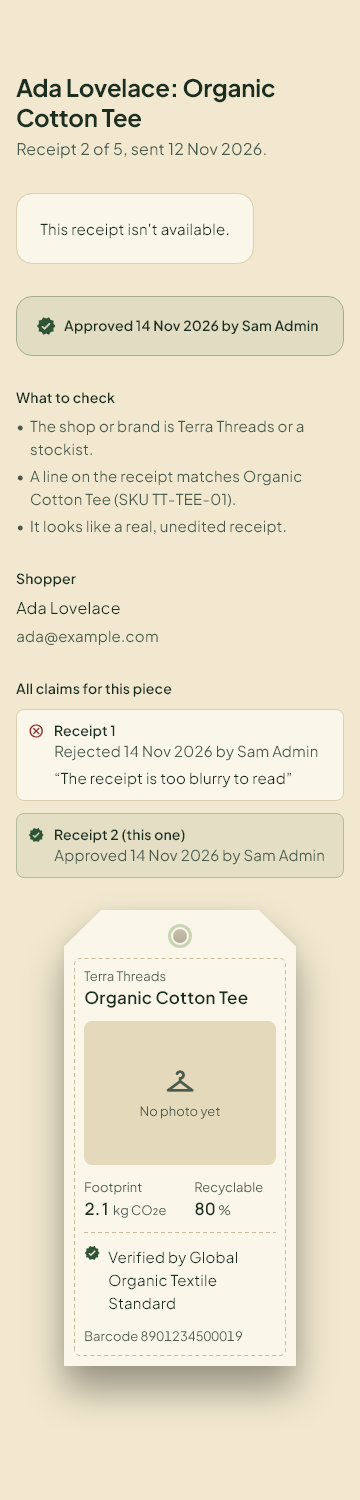 Ada Lovelace: Organic
Cotton Tee
Receipt 2 of 5, sent 12 Nov 2026.
This receipt isn't available.
Approved 14 Nov 2026 by Sam Admin
What to check
• The shop or brand is Terra Threads or a
stockist.
• A line on the receipt matches Organic
Cotton Tee (SKU TT-TEE-01).
• It looks like a real, unedited receipt.
Shopper
Ada Lovelace
ada@example.com
All claims for this piece
Receipt 1
Rejected 14 Nov 2026 by Sam Admin
“The receipt is too blurry to read”
Receipt 2 (this one)
Approved 14 Nov 2026 by Sam Admin
Terra Threads
Organic Cotton Tee
No photo yet
Footprint Recyclable
2.1 kg CO₂e 80 %
Verified by Global
Organic Textile
Standard
Barcode 8901234500019